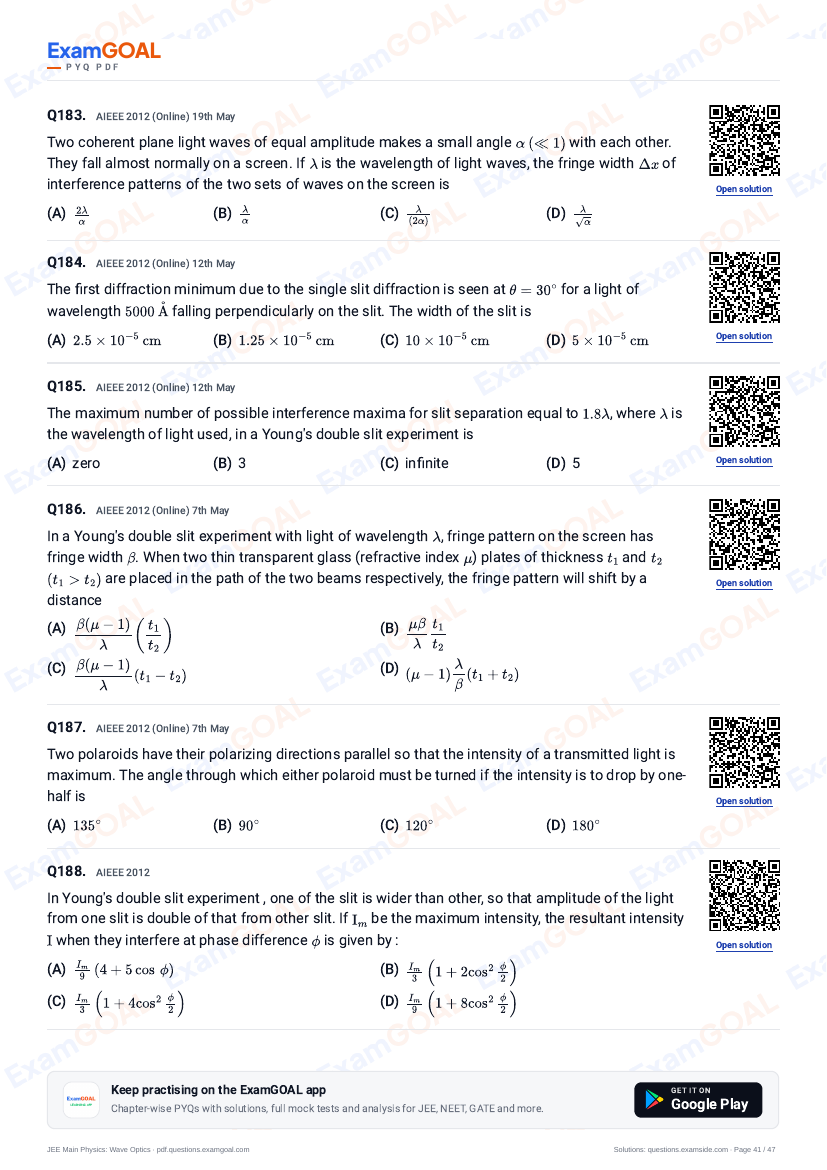 ExamGOAL
PYQ PDF
Q183. AIEEE 2012 (Online) 19th May
Two coherent plane light waves of equal amplitude makes a small angle α (≪ 1) with each other.
They fall almost normally on a screen. If λ is the wavelength of light waves, the fringe width Δx of
interference patterns of the two sets of waves on the screen is
(A) 2λ/α (B) λ/α (C) λ/(2α) (D) λ/√α
Open solution
Q184. AIEEE 2012 (Online) 12th May
The first diffraction minimum due to the single slit diffraction is seen at θ = 30° for a light of
wavelength 5000 Å falling perpendicularly on the slit. The width of the slit is
(A) 2.5 × 10⁻⁵ cm (B) 1.25 × 10⁻⁵ cm (C) 10 × 10⁻⁵ cm (D) 5 × 10⁻⁵ cm
Open solution
Q185. AIEEE 2012 (Online) 12th May
The maximum number of possible interference maxima for slit separation equal to 1.8λ, where λ is
the wavelength of light used, in a Young's double slit experiment is
(A) zero (B) 3 (C) infinite (D) 5
Open solution
Q186. AIEEE 2012 (Online) 7th May
In a Young's double slit experiment with light of wavelength λ, fringe pattern on the screen has
fringe width β. When two thin transparent glass (refractive index μ) plates of thickness t₁ and t₂
(t₁ > t₂) are placed in the path of the two beams respectively, the fringe pattern will shift by a
distance
(A) β(μ − 1)/λ (t₁/t₂) (B) μβ/λ t₁/t₂
(C) β(μ − 1)/λ (t₁ − t₂) (D) (μ − 1) λ/β (t₁ + t₂)
Open solution
Q187. AIEEE 2012 (Online) 7th May
Two polaroids have their polarizing directions parallel so that the intensity of a transmitted light is
maximum. The angle through which either polaroid must be turned if the intensity is to drop by one-
half is
(A) 135° (B) 90° (C) 120° (D) 180°
Open solution
Q188. AIEEE 2012
In Young's double slit experiment , one of the slit is wider than other, so that amplitude of the light
from one slit is double of that from other slit. If Iₘ be the maximum intensity, the resultant intensity
I when they interfere at phase difference ϕ is given by :
(A) Iₘ/9 (4 + 5 cos ϕ) (B) Iₘ/3 (1 + 2cos² ϕ/2)
(C) Iₘ/3 (1 + 4cos² ϕ/2) (D) Iₘ/9 (1 + 8cos² ϕ/2)
Open solution
Keep practising on the ExamGOAL app
Chapter-wise PYQs with solutions, full mock tests and analysis for JEE, NEET, GATE and more.
GET IT ON
Google Play
JEE Main Physics: Wave Optics · pdf.questions.examgoal.com Solutions: questions.examside.com · Page 41 / 47